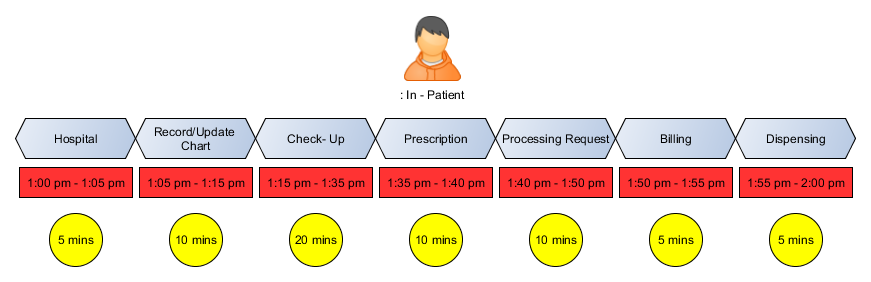 : In - Patient
Hospital
Record/Update
Chart
Check- Up
Prescription
Processing Request
Billing
Dispensing
1:00 pm - 1:05 pm
1:05 pm - 1:15 pm
1:15 pm - 1:35 pm
1:35 pm - 1:40 pm
1:40 pm - 1:50 pm
1:50 pm - 1:55 pm
1:55 pm - 2:00 pm
5 mins
10 mins
20 mins
10 mins
10 mins
5 mins
5 mins